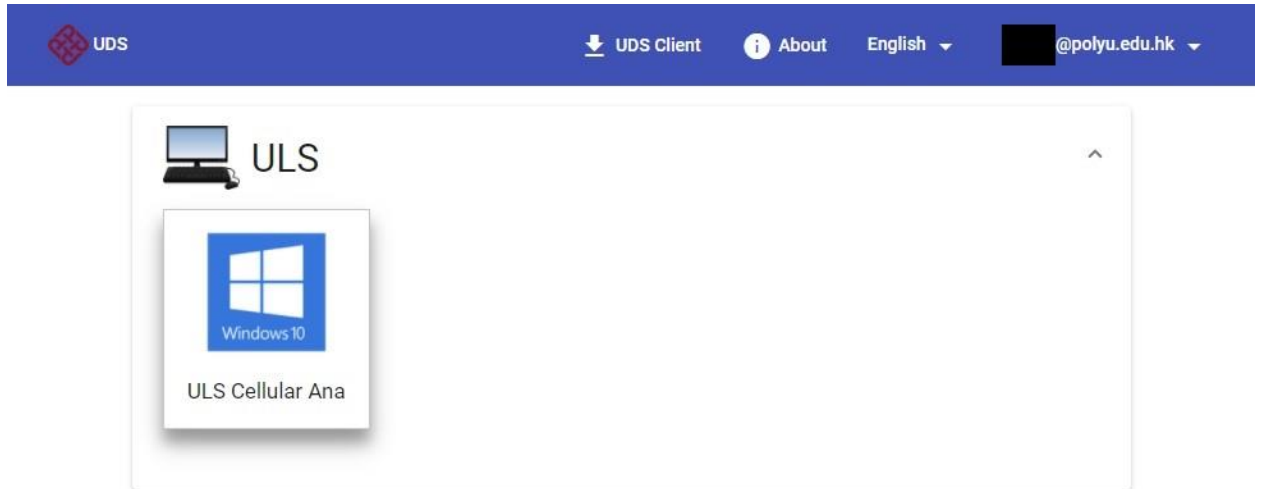 UDS
UDS Client
About
English
@polyu.edu.hk
ULS
Windows 10
ULS Cellular Ana